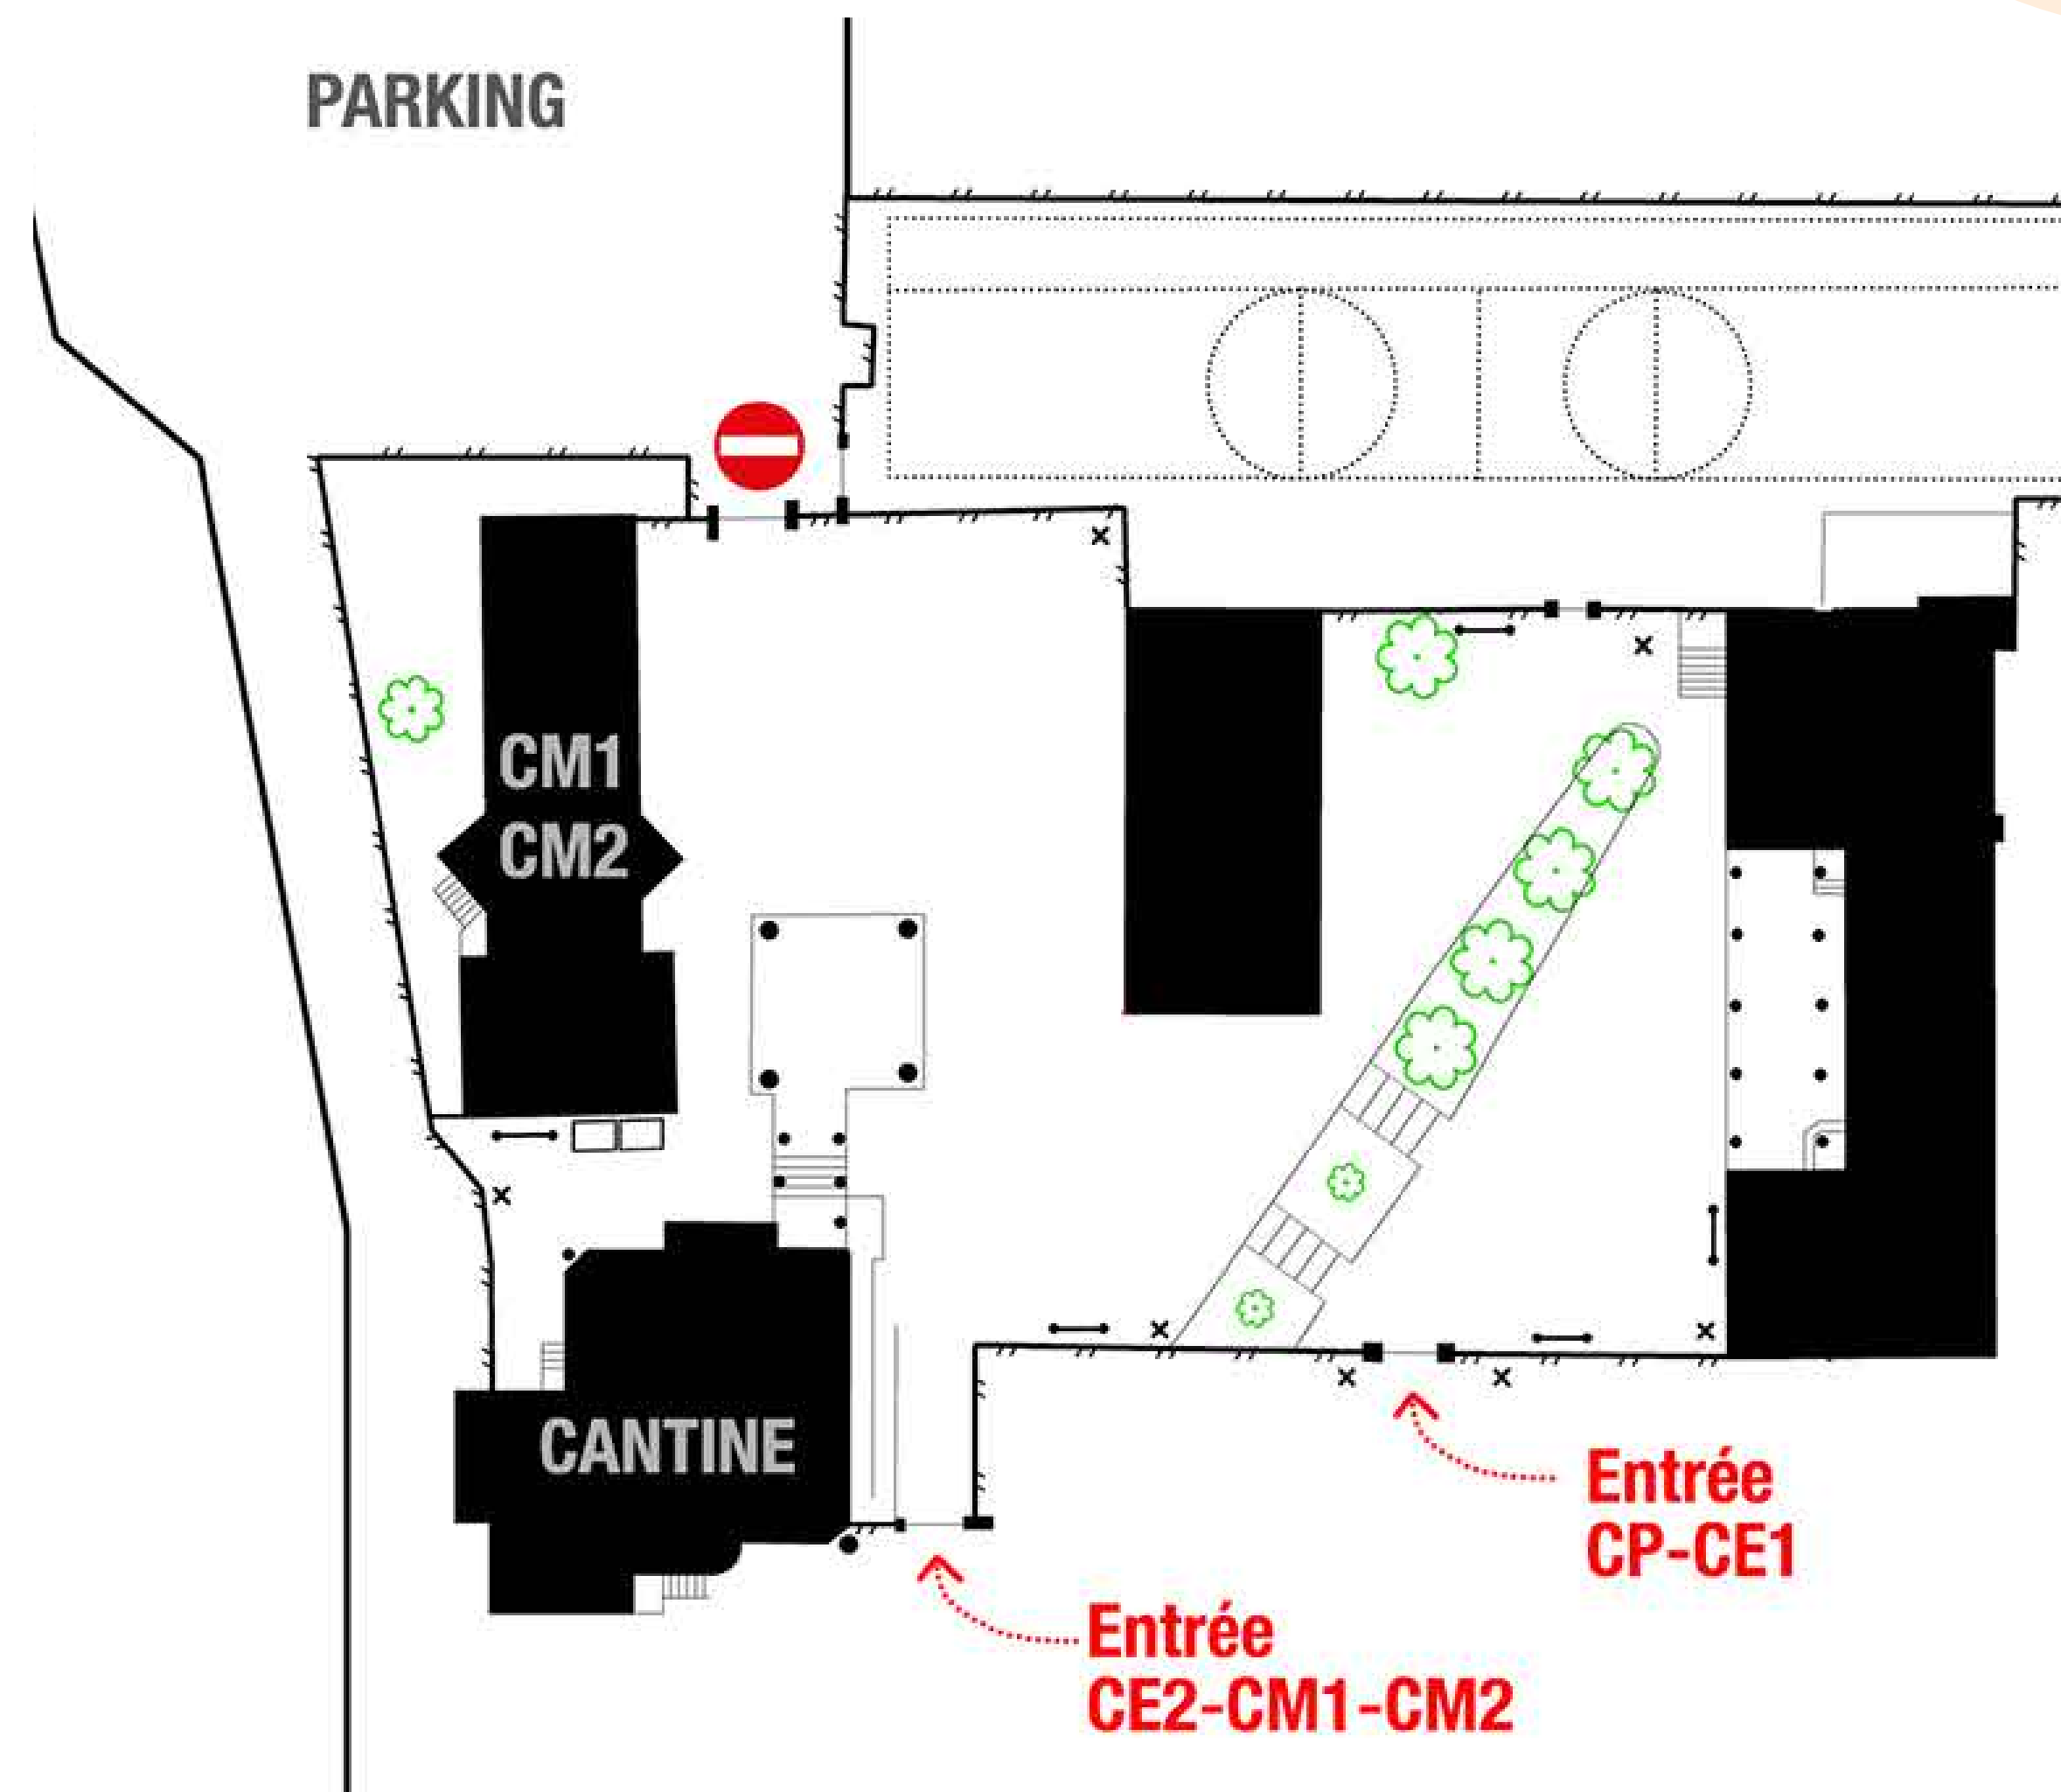 PARKING
CM1
CM2
CANTINE
Entrée
CP-CE1
Entrée
CE2-CM1-CM2